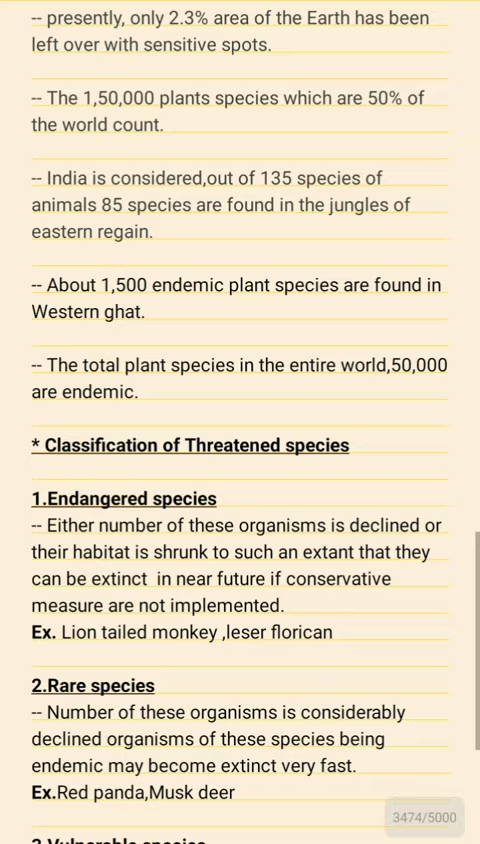 -- presently, only 2.3% area of the Earth has been
left over with sensitive spots.
-- The 1,50,000 plants species which are 50% of
the world count.
-- India is considered,out of 135 species of
animals 85 species are found in the jungles of
eastern regain.
-- About 1,500 endemic plant species are found in
Western ghat.
-- The total plant species in the entire world,50,000
are endemic.
* Classification of Threatened species
1.Endangered species
-- Either number of these organisms is declined or
their habitat is shrunk to such an extant that they
can be extinct  in near future if conservative
measure are not implemented.
Ex. Lion tailed monkey ,leser florican
2.Rare species
-- Number of these organisms is considerably
declined organisms of these species being
endemic may become extinct very fast.
Ex.Red panda,Musk deer
3474/5000
3.Vulnerable species